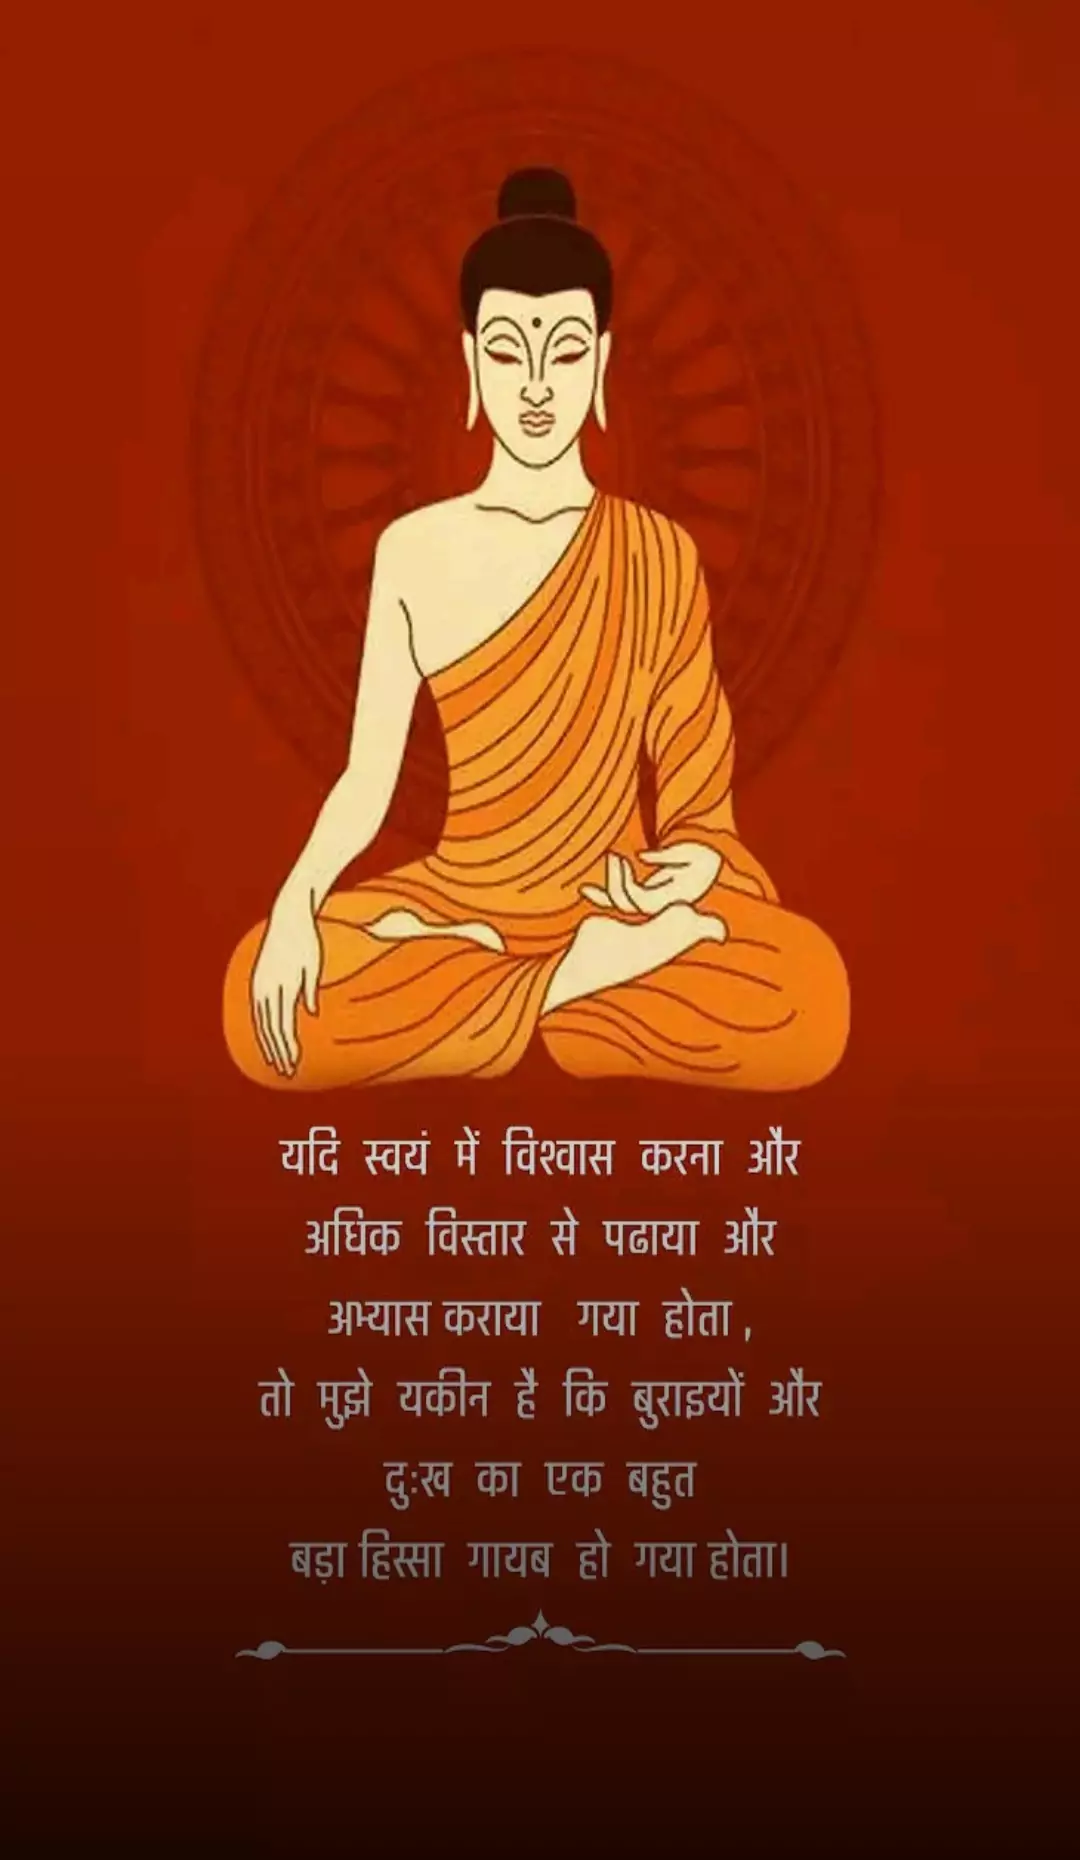 यदि स्वयं में विश्वास करना और
अधिक विस्तार से पढाया और
अभ्यास कराया गया होता ,
तो मुझे यकीन है कि बुराइयों और
दुःख का एक बहुत
बड़ा हिस्सा गायब हो गया होता।